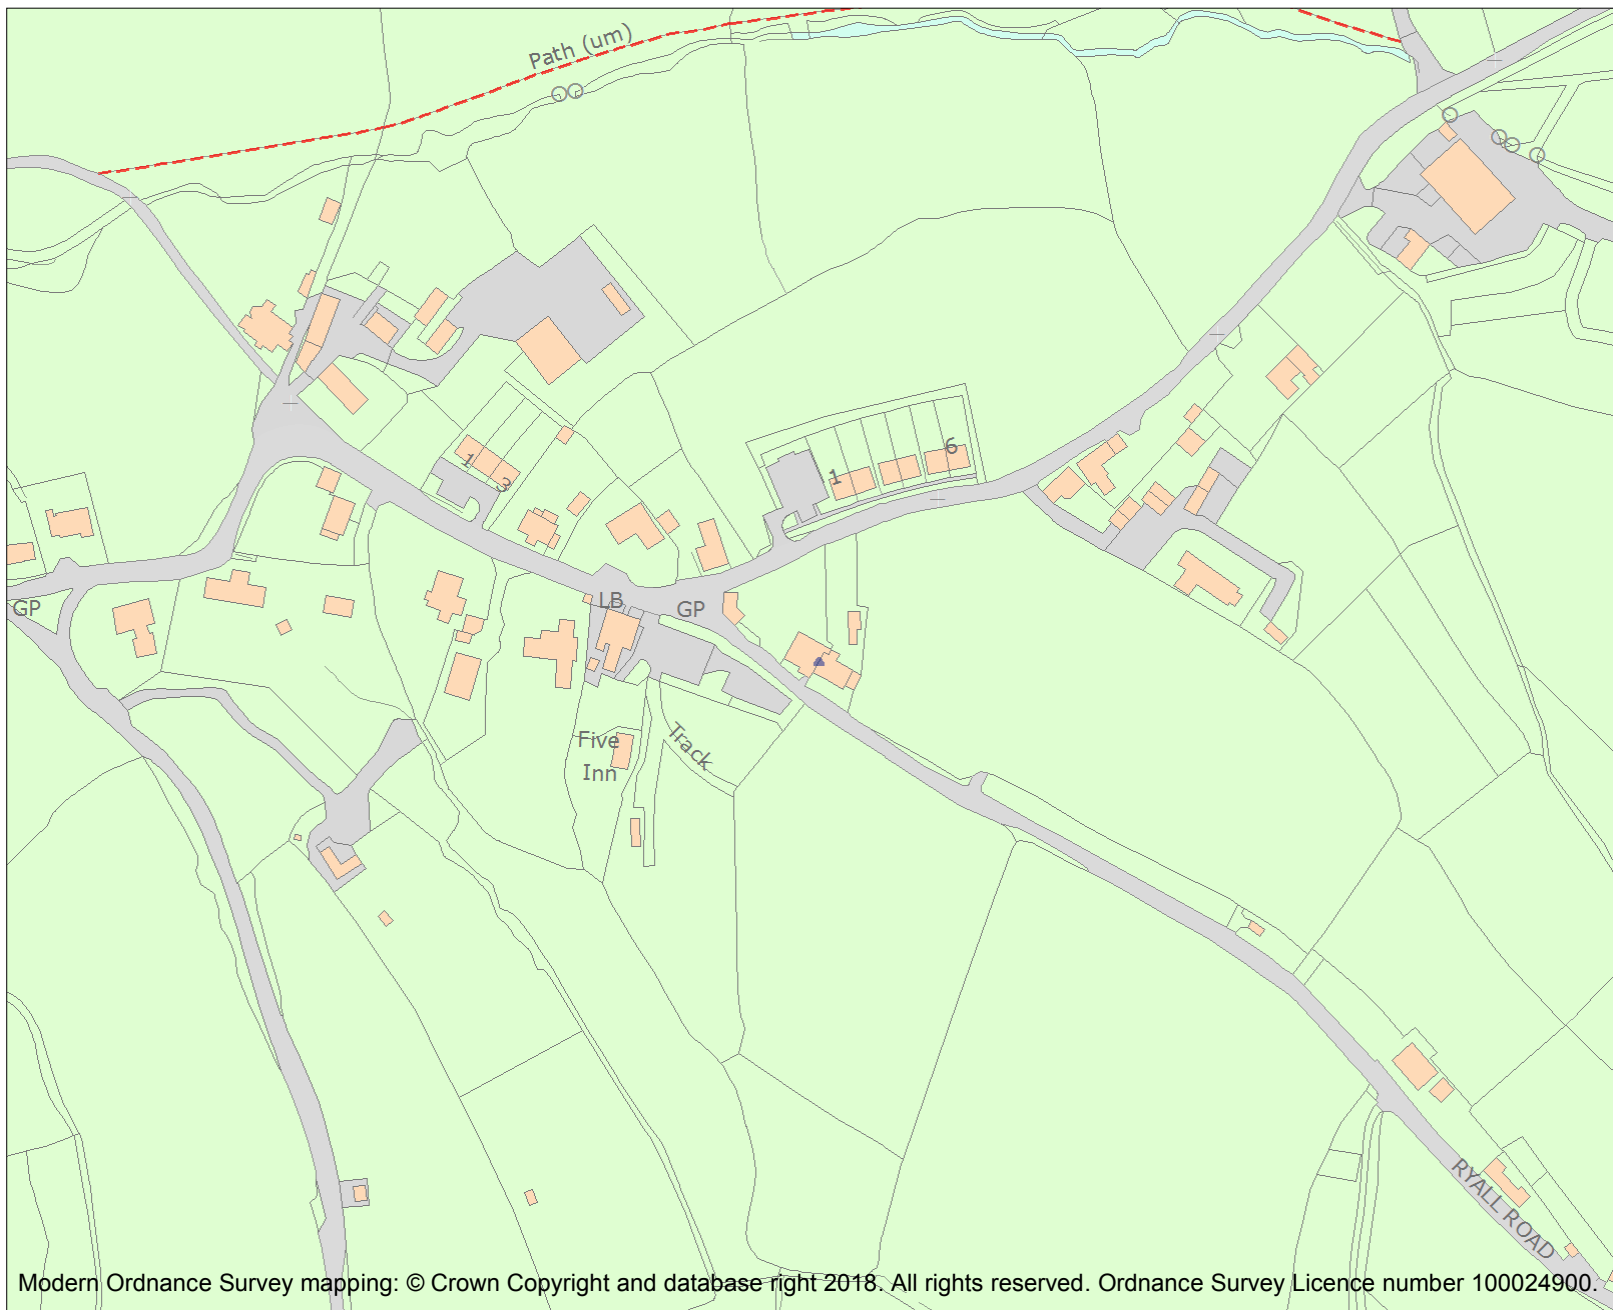 Path (um)
1
3
1
6
GP
LB
GP
Track
Five
Inn
RYALL ROAD
Modern Ordnance Survey mapping: © Crown Copyright and database right 2018. All rights reserved. Ordnance Survey Licence number 100024900.